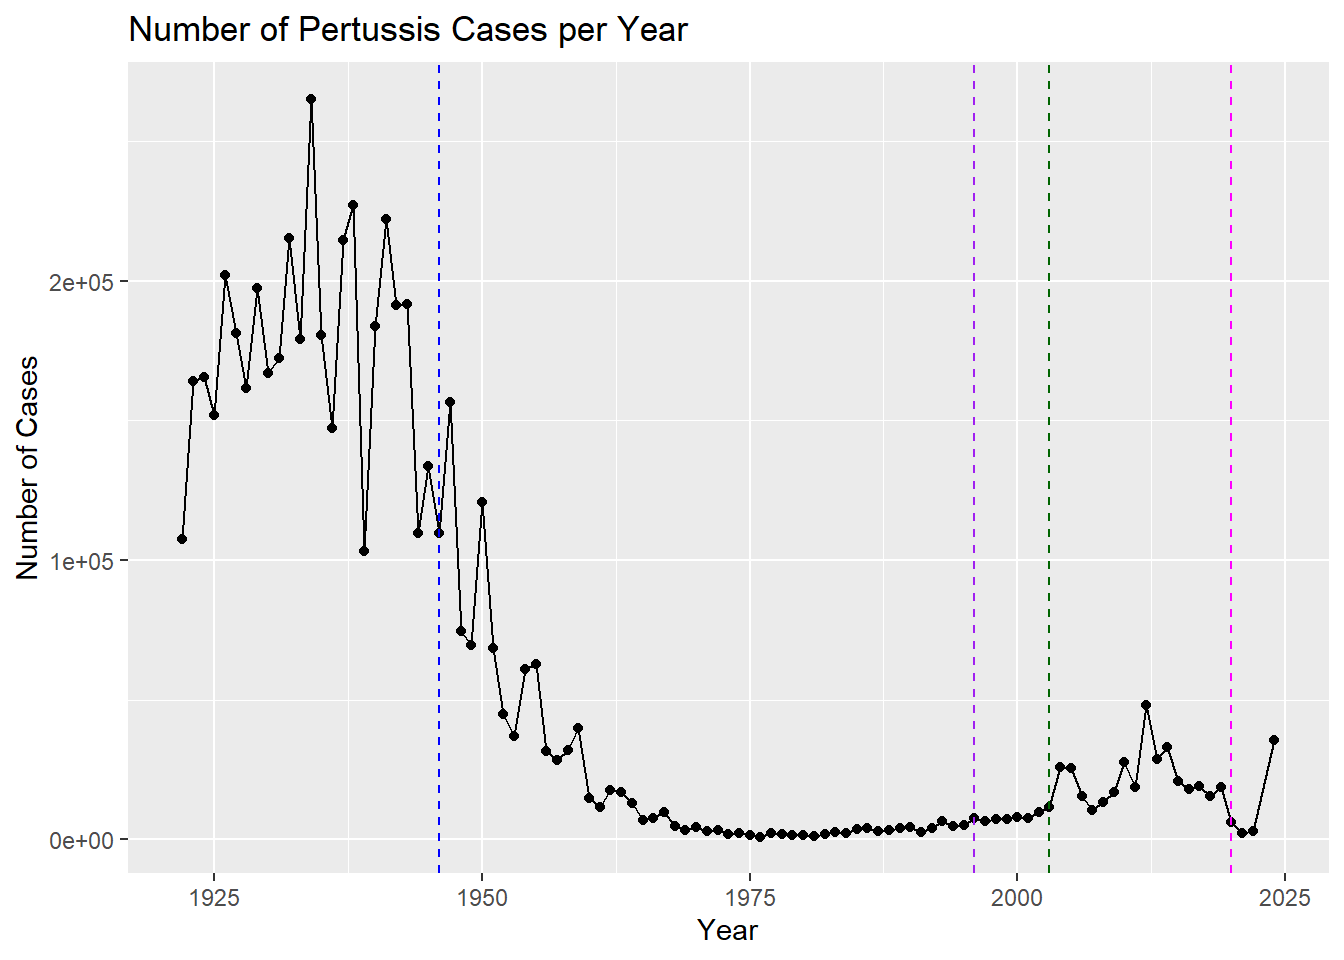 Number of Pertussis Cases per Year
Number of Cases
2e+05
1e+05
0e+00
1925 1950 1975 2000 2025
Year